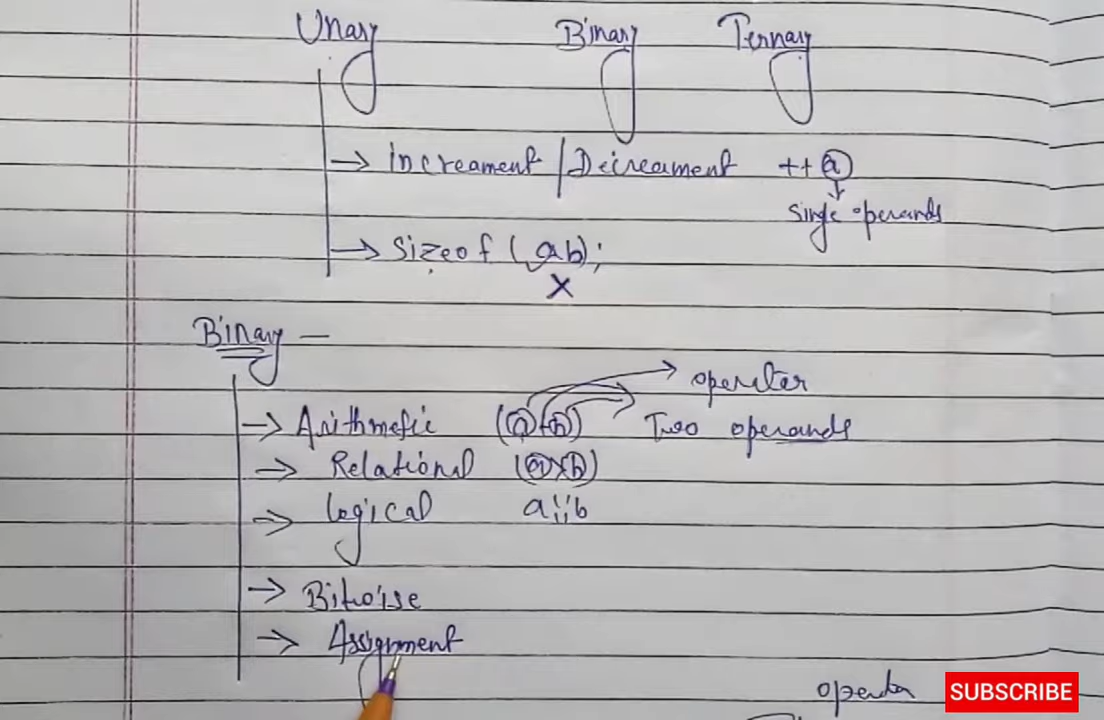 Unary Binary Ternary
→ Increament / Decreament ++a
Single operands
→ Sizeof (ab);
X
Binary —
→ operator
→ Arithmetic (a+b) Two operands
→ Relational (a>b)
→ Logical a||b
→ Bitwise
→ Assignment
SUBSCRIBE